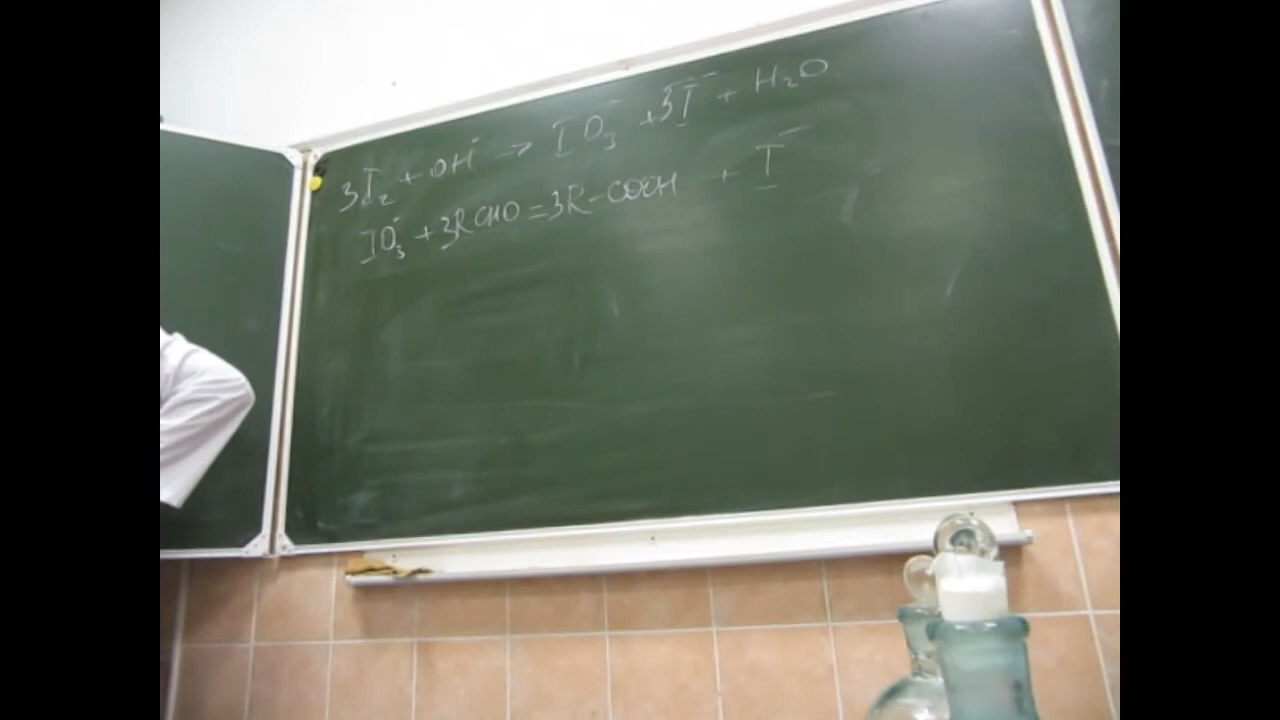 3I₂ + OH⁻ → IO₃⁻ + 3I⁻ + H₂O
IO₃⁻ + 3RCHO = 3R-COOH + I⁻